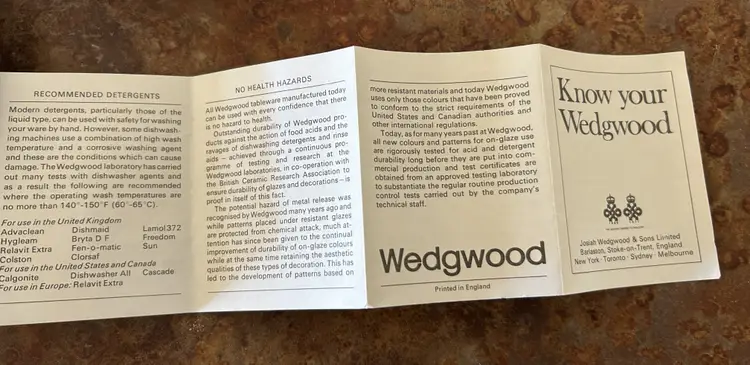 RECOMMENDED DETERGENTS
Modern detergents, particularly those of the
liquid type, can be used with safety for washing
your ware by hand. However, some dishwash-
ing machines use a combination of high wash
temperature and a corrosive washing agent
and these are the conditions which can cause
damage. The Wedgwood laboratory has carried
out many tests with dishwasher agents and
as a result the following are recommended
where the operating wash temperatures are
no more than 140°-150°F (60°-65°C).
For use in the United Kingdom
Advaclean Dishmaid Lamol372
Hygleam Bryta D F Freedom
Relavit Extra Fen-o-matic Sun
Colston Clorsaf
For use in the United States and Canada
Calgonite Dishwasher All Cascade
For use in Europe: Relavit Extra
NO HEALTH HAZARDS
All Wedgwood tableware manufactured today
can be used with every confidence that there
is no hazard to health.
Outstanding durability of Wedgwood pro-
ducts against the action of food acids and the
ravages of dishwashing detergents and rinse
aids – achieved through a continuous pro-
gramme of testing and research at the
Wedgwood laboratories, in co-operation with
the British Ceramic Research Association to
ensure durability of glazes and decorations – is
proof in itself of this fact.
The potential hazard of metal release was
recognised by Wedgwood many years ago and
while patterns placed under resistant glazes
are protected from chemical attack, much at-
tention has since been given to the continual
improvement of durability of on-glaze colours
while at the same time retaining the aesthetic
qualities of these types of decoration. This has
led to the development of patterns based on
more resistant materials and today Wedgwood
uses only those colours that have been proved
to conform to the strict requirements of the
United States and Canadian authorities and
other international regulations.
Today, as for many years past at Wedgwood,
all new colours and patterns for on-glaze use
are rigorously tested for acid and detergent
durability long before they are put into com-
mercial production and test certificates are
obtained from an approved testing laboratory
to substantiate the regular routine production
control tests carried out by the company's
technical staff.
Wedgwood
Printed in England
Know your
Wedgwood
Josiah Wedgwood & Sons Limited
Barlaston, Stoke-on-Trent, England
New York · Toronto · Sydney · Melbourne